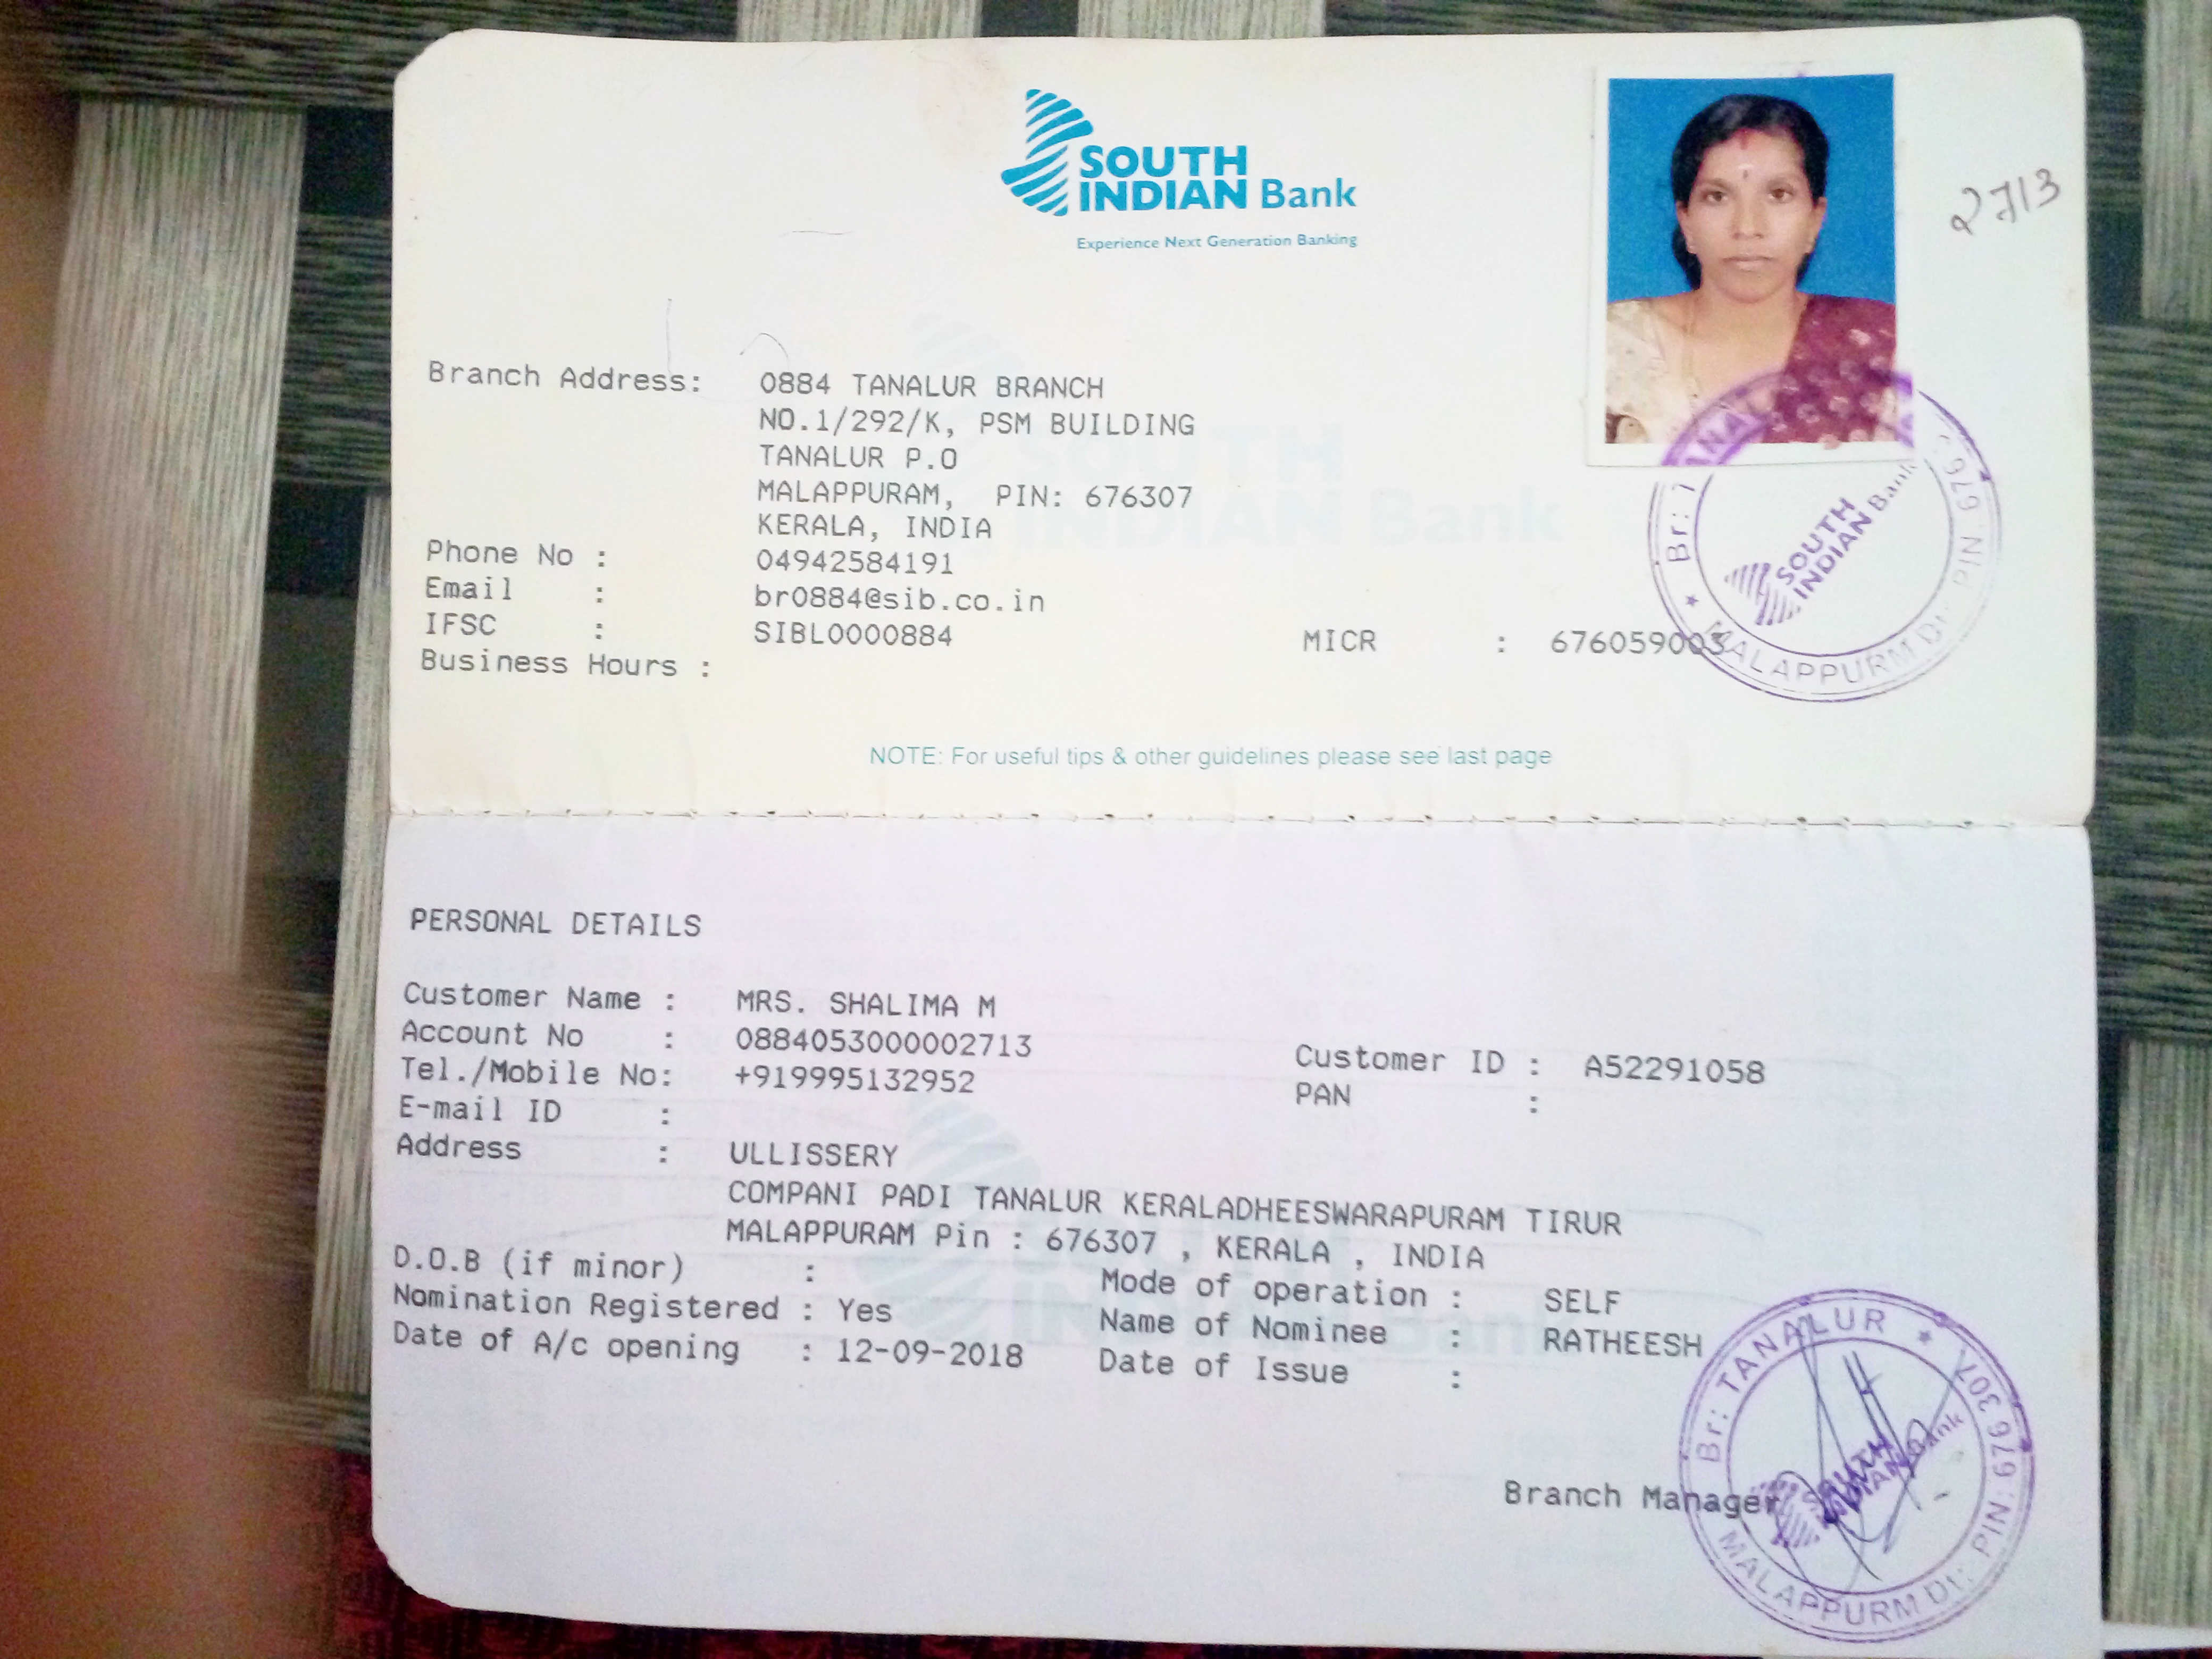 SOUTH
INDIAN Bank
Experience Next Generation Banking
2713
Branch Address: 0884 TANALUR BRANCH
NO.1/292/K, PSM BUILDING
TANALUR P.O
MALAPPURAM, PIN: 676307
KERALA, INDIA
Phone No : 04942584191
Email : br0884@sib.co.in
IFSC : SIBL0000884 MICR : 676059003
Business Hours :
SOUTH
INDIAN Bank
MALAPPURM Dt: PIN 676
NOTE: For useful tips & other guidelines please see last page
PERSONAL DETAILS
Customer Name : MRS. SHALIMA M
Account No : 0884053000002713 Customer ID : A52291058
Tel./Mobile No: +919995132952 PAN :
E-mail ID :
Address : ULLISSERY
COMPANI PADI TANALUR KERALADHEESWARAPURAM TIRUR
MALAPPURAM Pin : 676307 , KERALA , INDIA
D.O.B (if minor) : Mode of operation : SELF
Nomination Registered : Yes Name of Nominee : RATHEESH
Date of A/c opening : 12-09-2018 Date of Issue :
Branch Manager
Br: TANALUR
SOUTH
INDIAN Bank
MALAPPURM Dt: PIN: 676 307